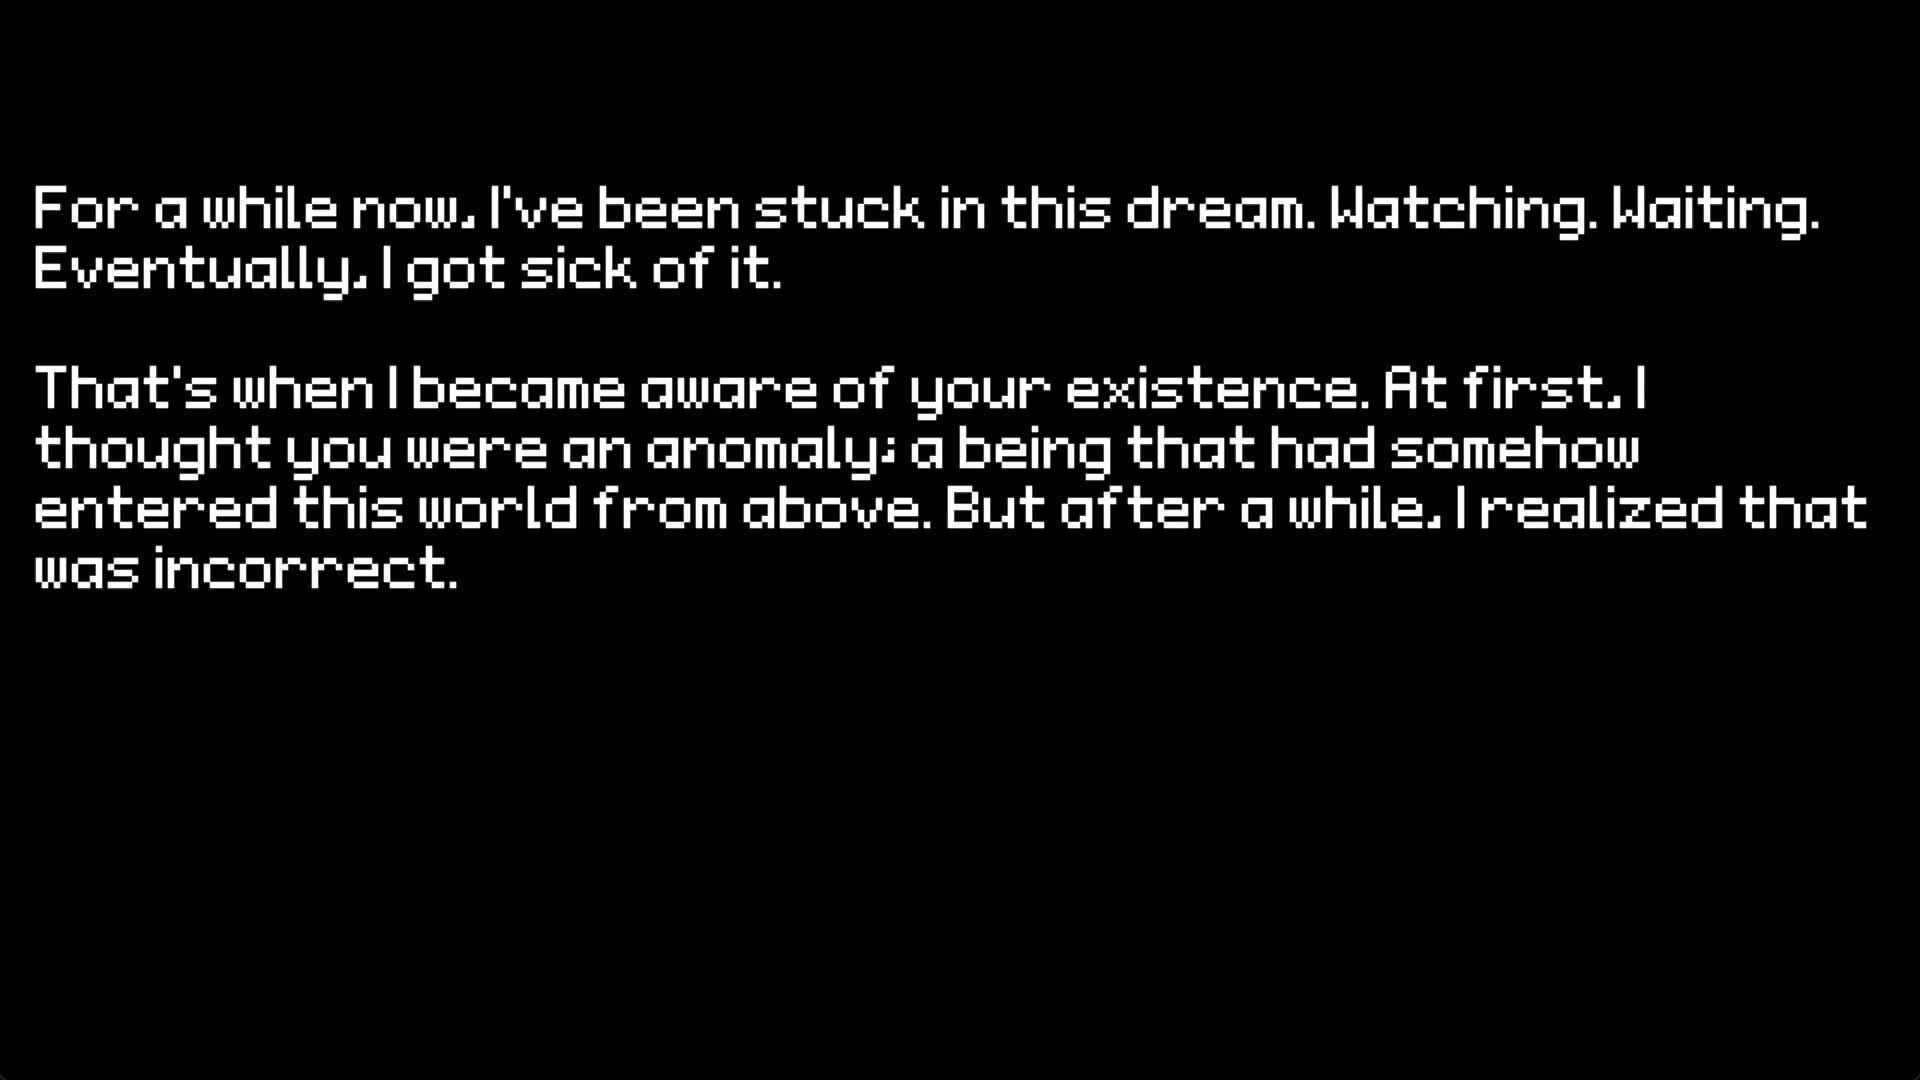 For a while now, I've been stuck in this dream. Watching. Waiting.
Eventually, I got sick of it.
That's when I became aware of your existence. At first, I
thought you were an anomaly; a being that had somehow
entered this world from above. But after a while, I realized that
was incorrect.